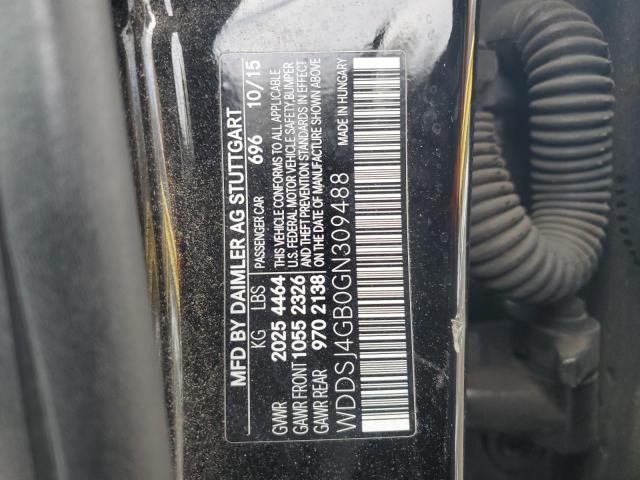 MFD BY DAIMLER AG STUTTGART
KG LBS PASSENGER CAR 696 10/15
GVWR 2025 4464 THIS VEHICLE CONFORMS TO ALL APPLICABLE
GAWR FRONT 1055 2326 U.S. FEDERAL MOTOR VEHICLE SAFETY, BUMPER
AND THEFT PREVENTION STANDARDS IN EFFECT
GAWR REAR 970 2138 ON THE DATE OF MANUFACTURE SHOWN ABOVE
WDDSJ4GB0GN309488 MADE IN HUNGARY